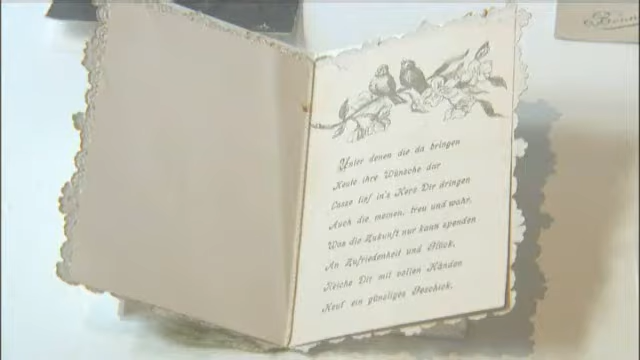 Unter denen die da bringen
Heute ihre Wünsche dir
Lasse tief in's Herz Dir dringen
Auch die meinen, treu und wahr.
Was die Zukunft nur kann spenden
An Zufriedenheit und Glück,
Reiche Dir mit vollen Händen
Heut' ein günstiges Geschick.